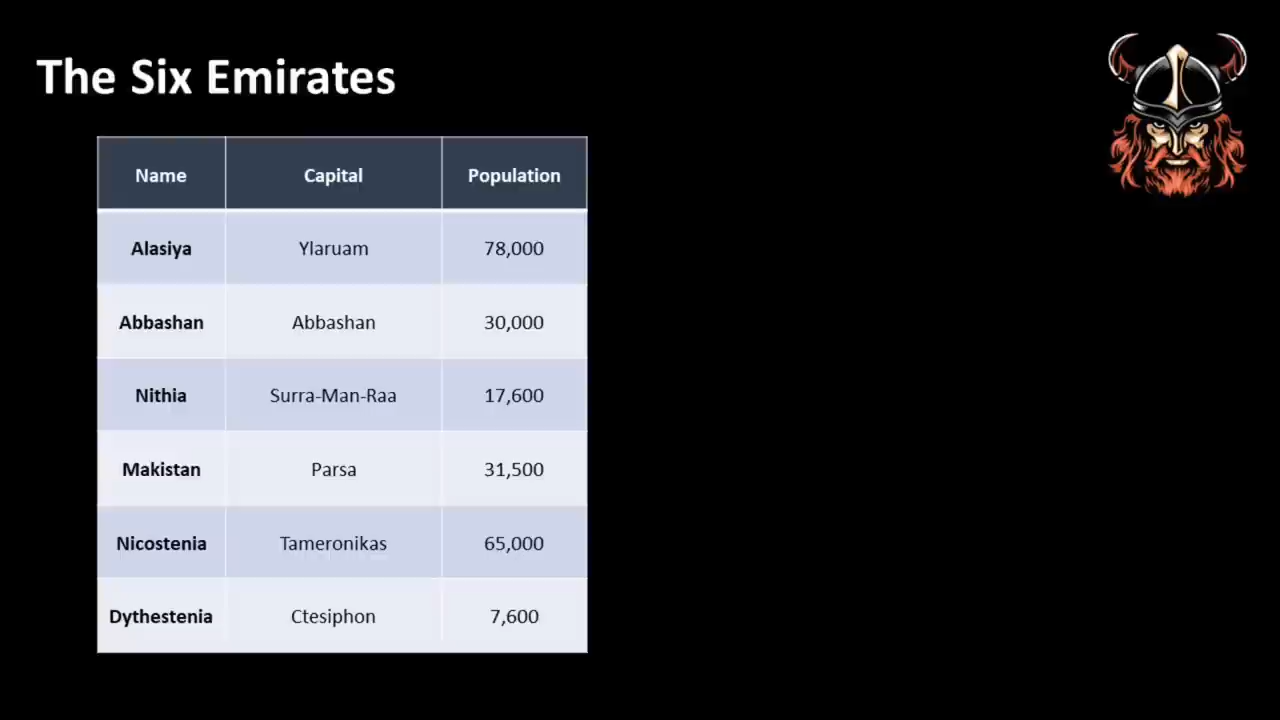 The Six Emirates
Name Capital Population
Alasiya Ylaruam 78,000
Abbashan Abbashan 30,000
Nithia Surra-Man-Raa 17,600
Makistan Parsa 31,500
Nicostenia Tameronikas 65,000
Dythestenia Ctesiphon 7,600